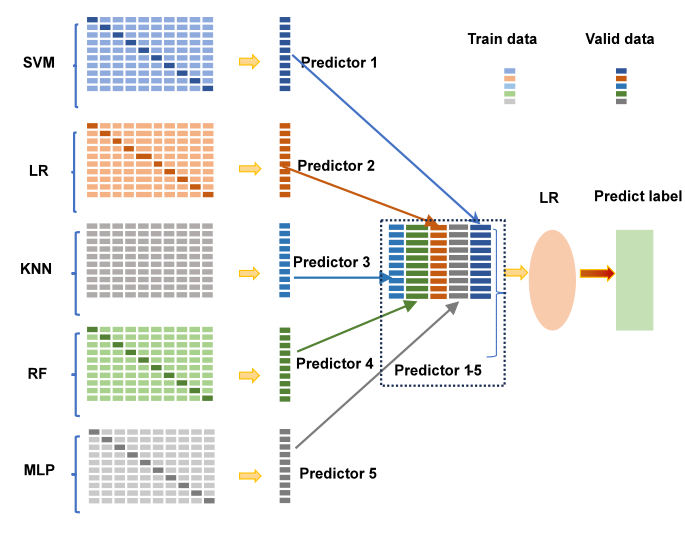 Train data
Valid data
SVM
Predictor 1
LR
Predictor 2
LR
Predict label
KNN
Predictor 3
RF
Predictor 4
Predictor 1-5
MLP
Predictor 5